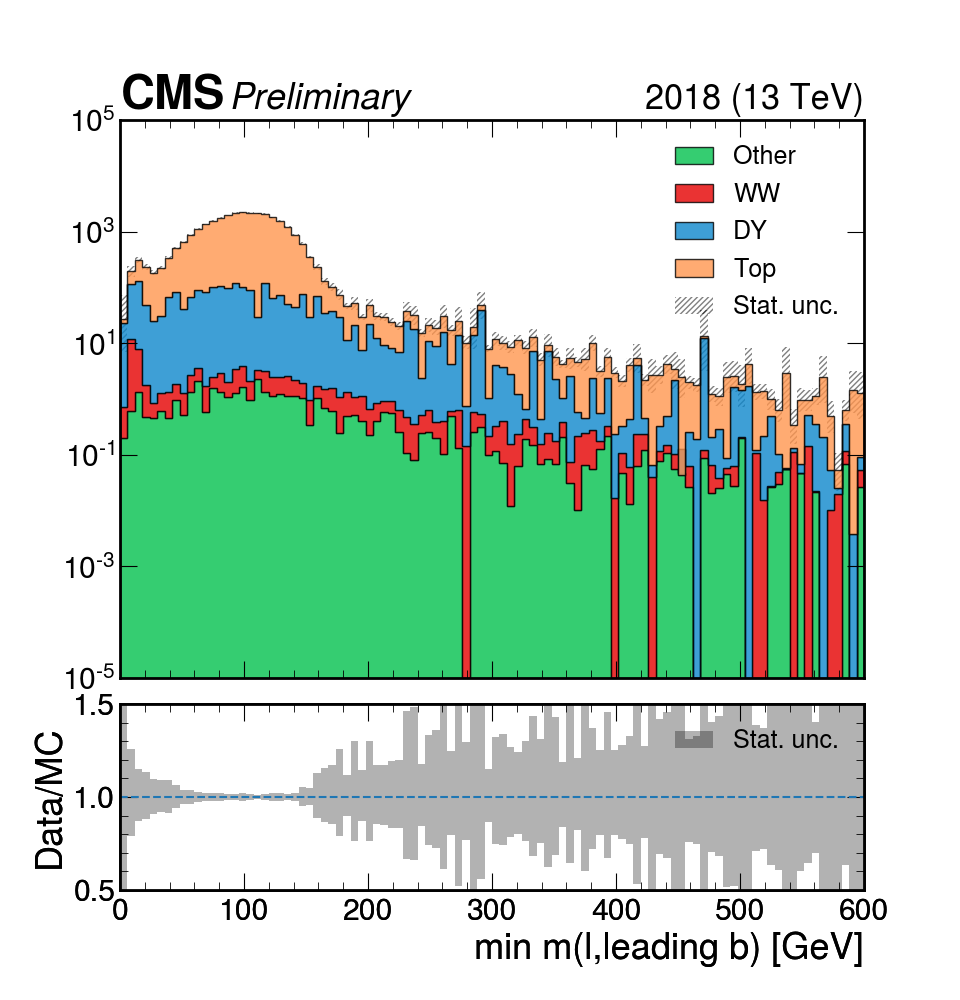 CMS Preliminary 2018 (13 TeV)
10^5
Other
WW
10^3
DY
Top
Stat. unc.
10^1
10^-1
10^-3
10^-5
1.5
Stat. unc.
1.0
Data/MC
0.5
0 100 200 300 400 500 600
min m(l,leading b) [GeV]